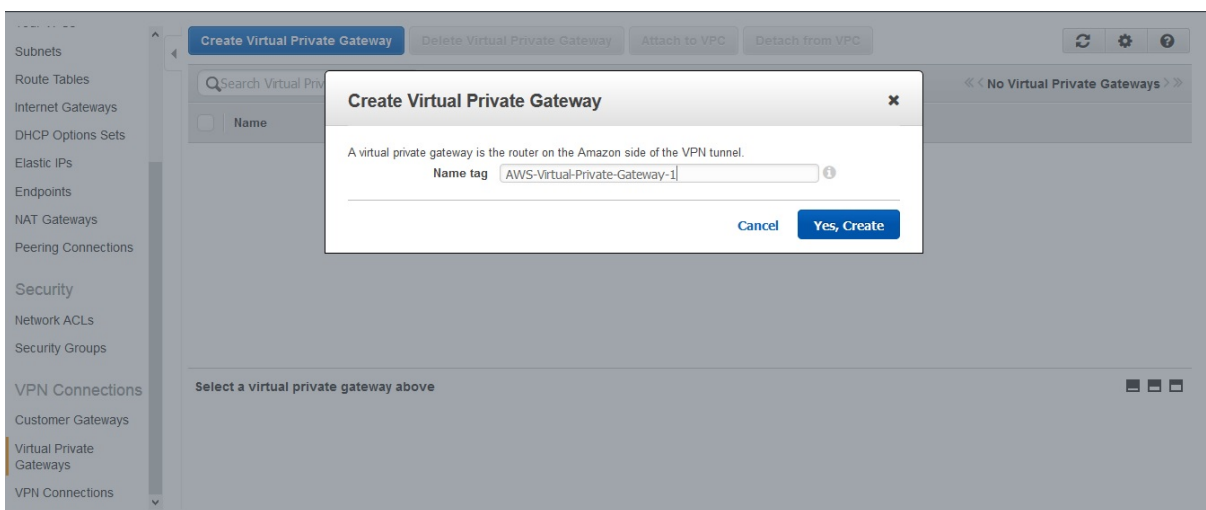 Subnets
Route Tables
Internet Gateways
DHCP Options Sets
Elastic IPs
Endpoints
NAT Gateways
Peering Connections
Security
Network ACLs
Security Groups
VPN Connections
Customer Gateways
Virtual Private
Gateways
VPN Connections
Create Virtual Private Gateway Delete Virtual Private Gateway Attach to VPC Detach from VPC
Search Virtual Priv
No Virtual Private Gateways
Name
Create Virtual Private Gateway
A virtual private gateway is the router on the Amazon side of the VPN tunnel.
Name tag AWS-Virtual-Private-Gateway-1
Cancel Yes, Create
Select a virtual private gateway above